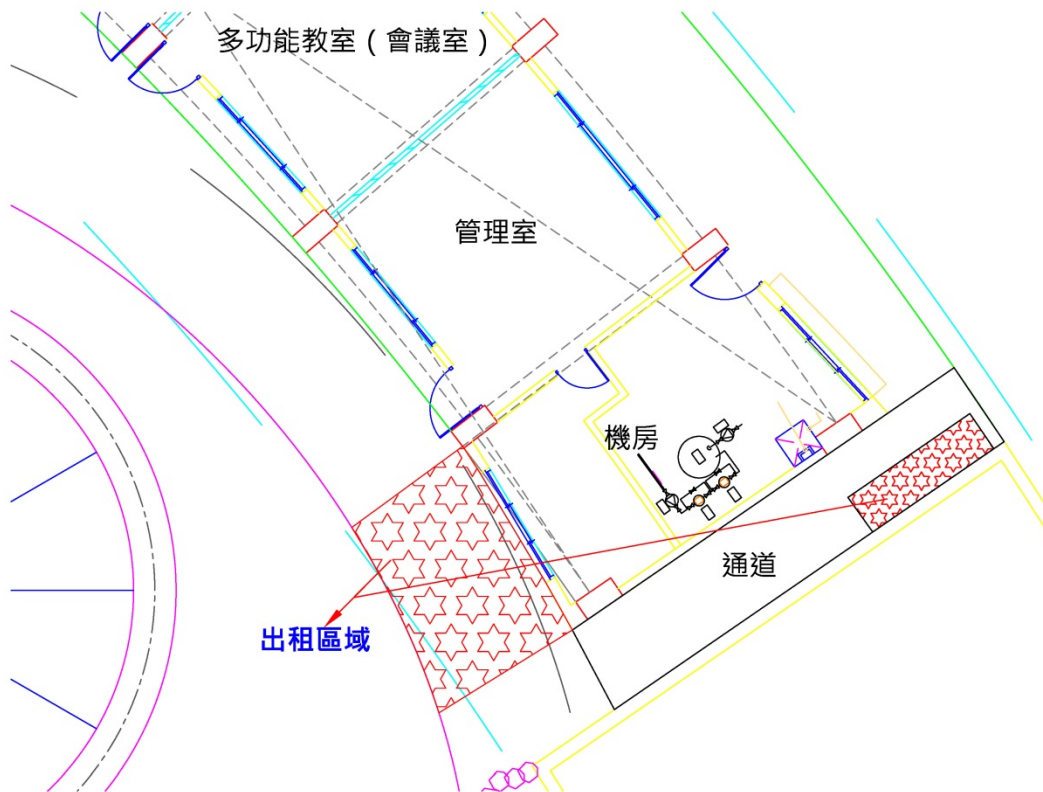 多功能教室（會議室）
管理室
機房
通道
出租區域